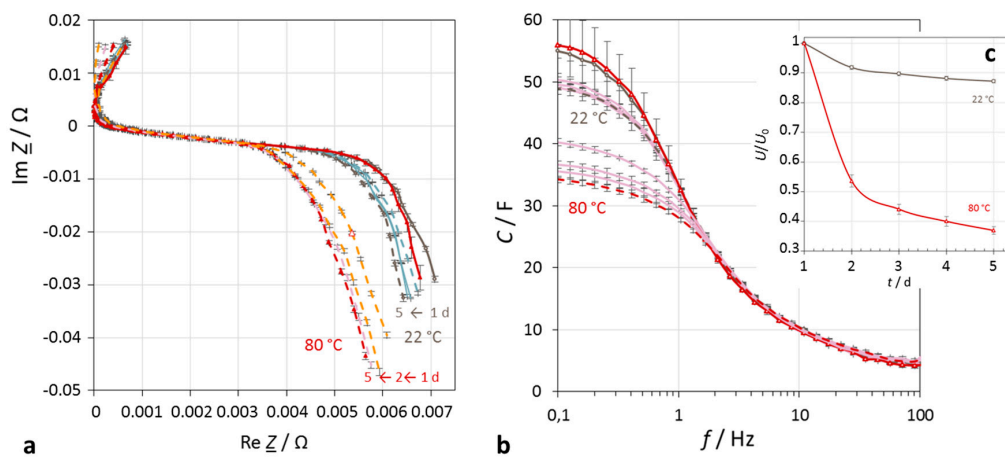 0.02
0.01
0
-0.01
-0.02
-0.03
-0.04
-0.05
Im Z / Ω
0
0.001
0.002
0.003
0.004
0.005
0.006
0.007
Re Z / Ω
5 ← 1 d
22 °C
80 °C
5 ← 2 ← 1 d
a
60
50
40
30
20
10
0
C / F
22 °C
80 °C
0,1
1
10
100
f / Hz
b
1
0.9
0.8
0.7
0.6
0.5
0.4
0.3
U/U₀
c
22 °C
80 °C
1
2
3
4
5
t / d